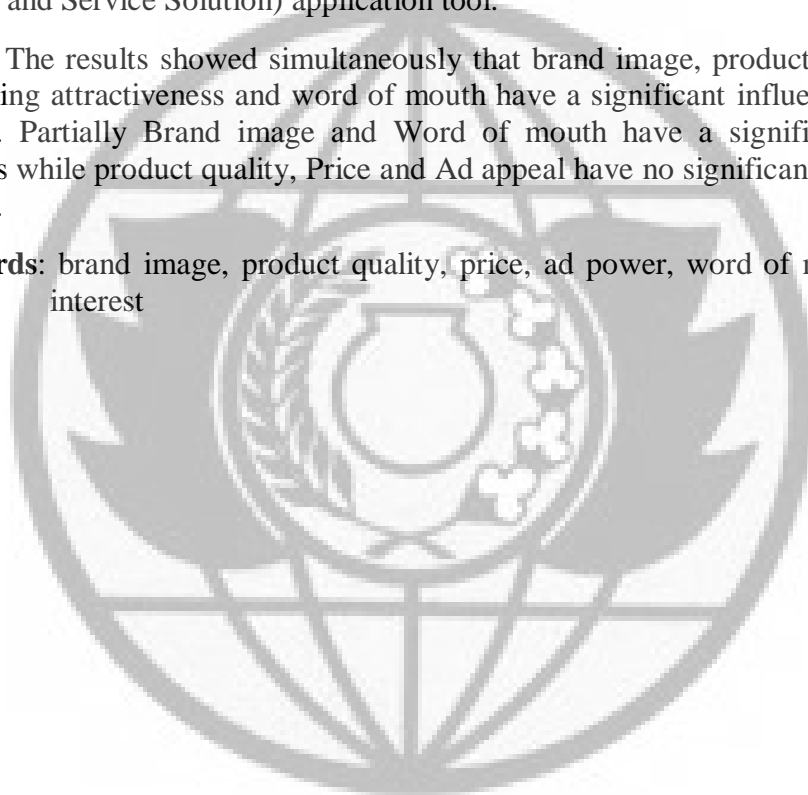 and Service Solution) application tool.
The results showed simultaneously that brand image, product
ing attractiveness and word of mouth have a significant influe
. Partially Brand image and Word of mouth have a signifi
s while product quality, Price and Ad appeal have no significan
.
rds: brand image, product quality, price, ad power, word of
interest